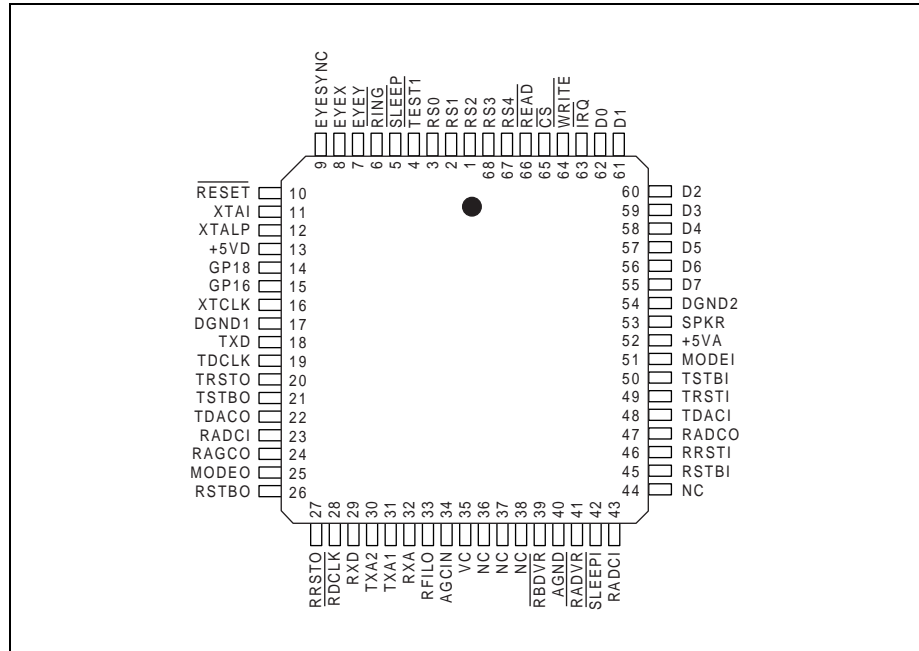 EYESYNC
EYEX
EYEY
RING
SLEEP
TEST1
RS0
RS1
RS2
RS3
RS4
READ
CS
WRITE
IRQ
D0
D1
9 8 7 6 5 4 3 2 1 68 67 66 65 64 63 62 61
RESET 10
XTAI 11
XTALP 12
+5VD 13
GP18 14
GP16 15
XTCLK 16
DGND1 17
TXD 18
TDCLK 19
TRSTO 20
TSTBO 21
TDACO 22
RADCI 23
RAGCO 24
MODEO 25
RSTBO 26
60 D2
59 D3
58 D4
57 D5
56 D6
55 D7
54 DGND2
53 SPKR
52 +5VA
51 MODEI
50 TSTBI
49 TRSTI
48 TDACI
47 RADCO
46 RRSTI
45 RSTBI
44 NC
27 28 29 30 31 32 33 34 35 36 37 38 39 40 41 42 43
RRSTO
RDCLK
RXD
TXA2
TXA1
RXA
RFILO
AGCIN
VC
NC
NC
NC
RBDVR
AGND
RADVR
SLEEPI
RADCI